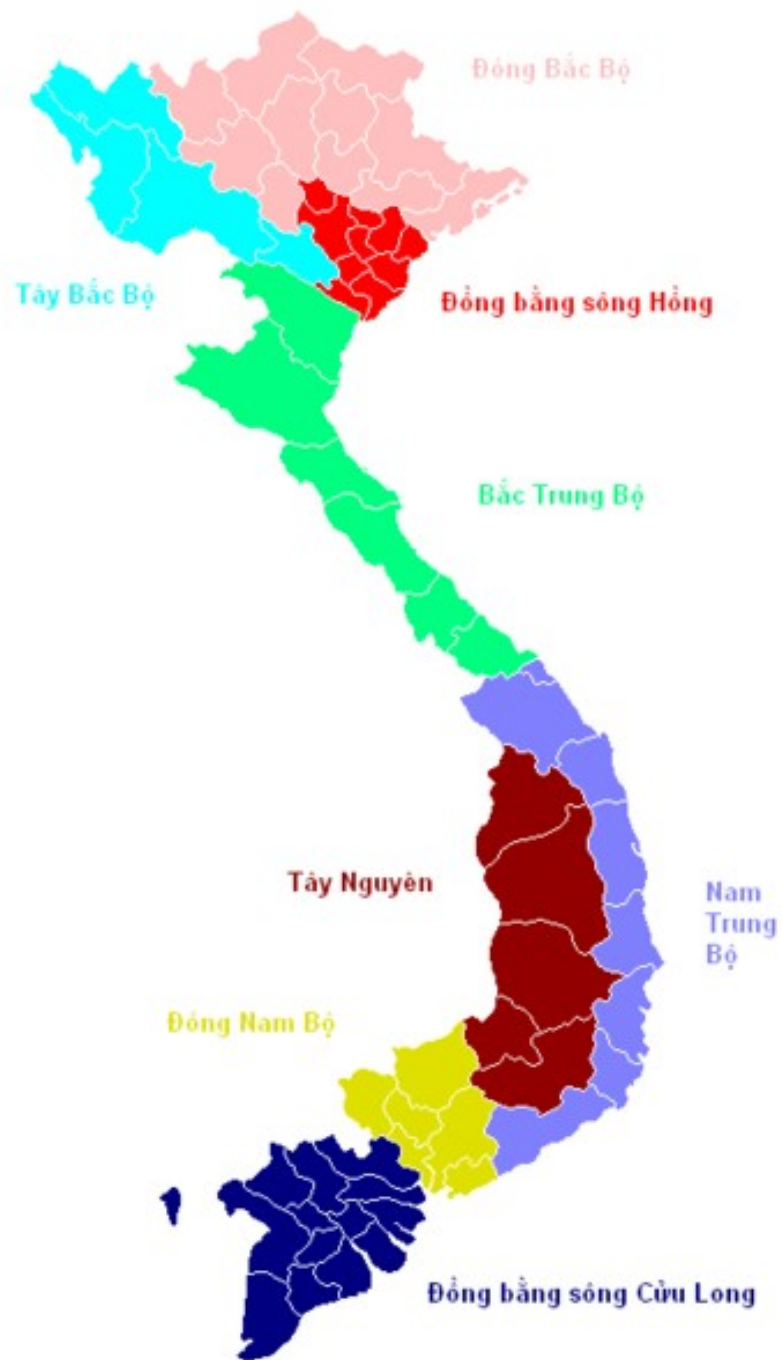 Đông Bắc Bộ
Tây Bắc Bộ
Đồng bằng sông Hồng
Bắc Trung Bộ
Tây Nguyên
Nam
Trung
Bộ
Đông Nam Bộ
Đồng bằng sông Cửu Long